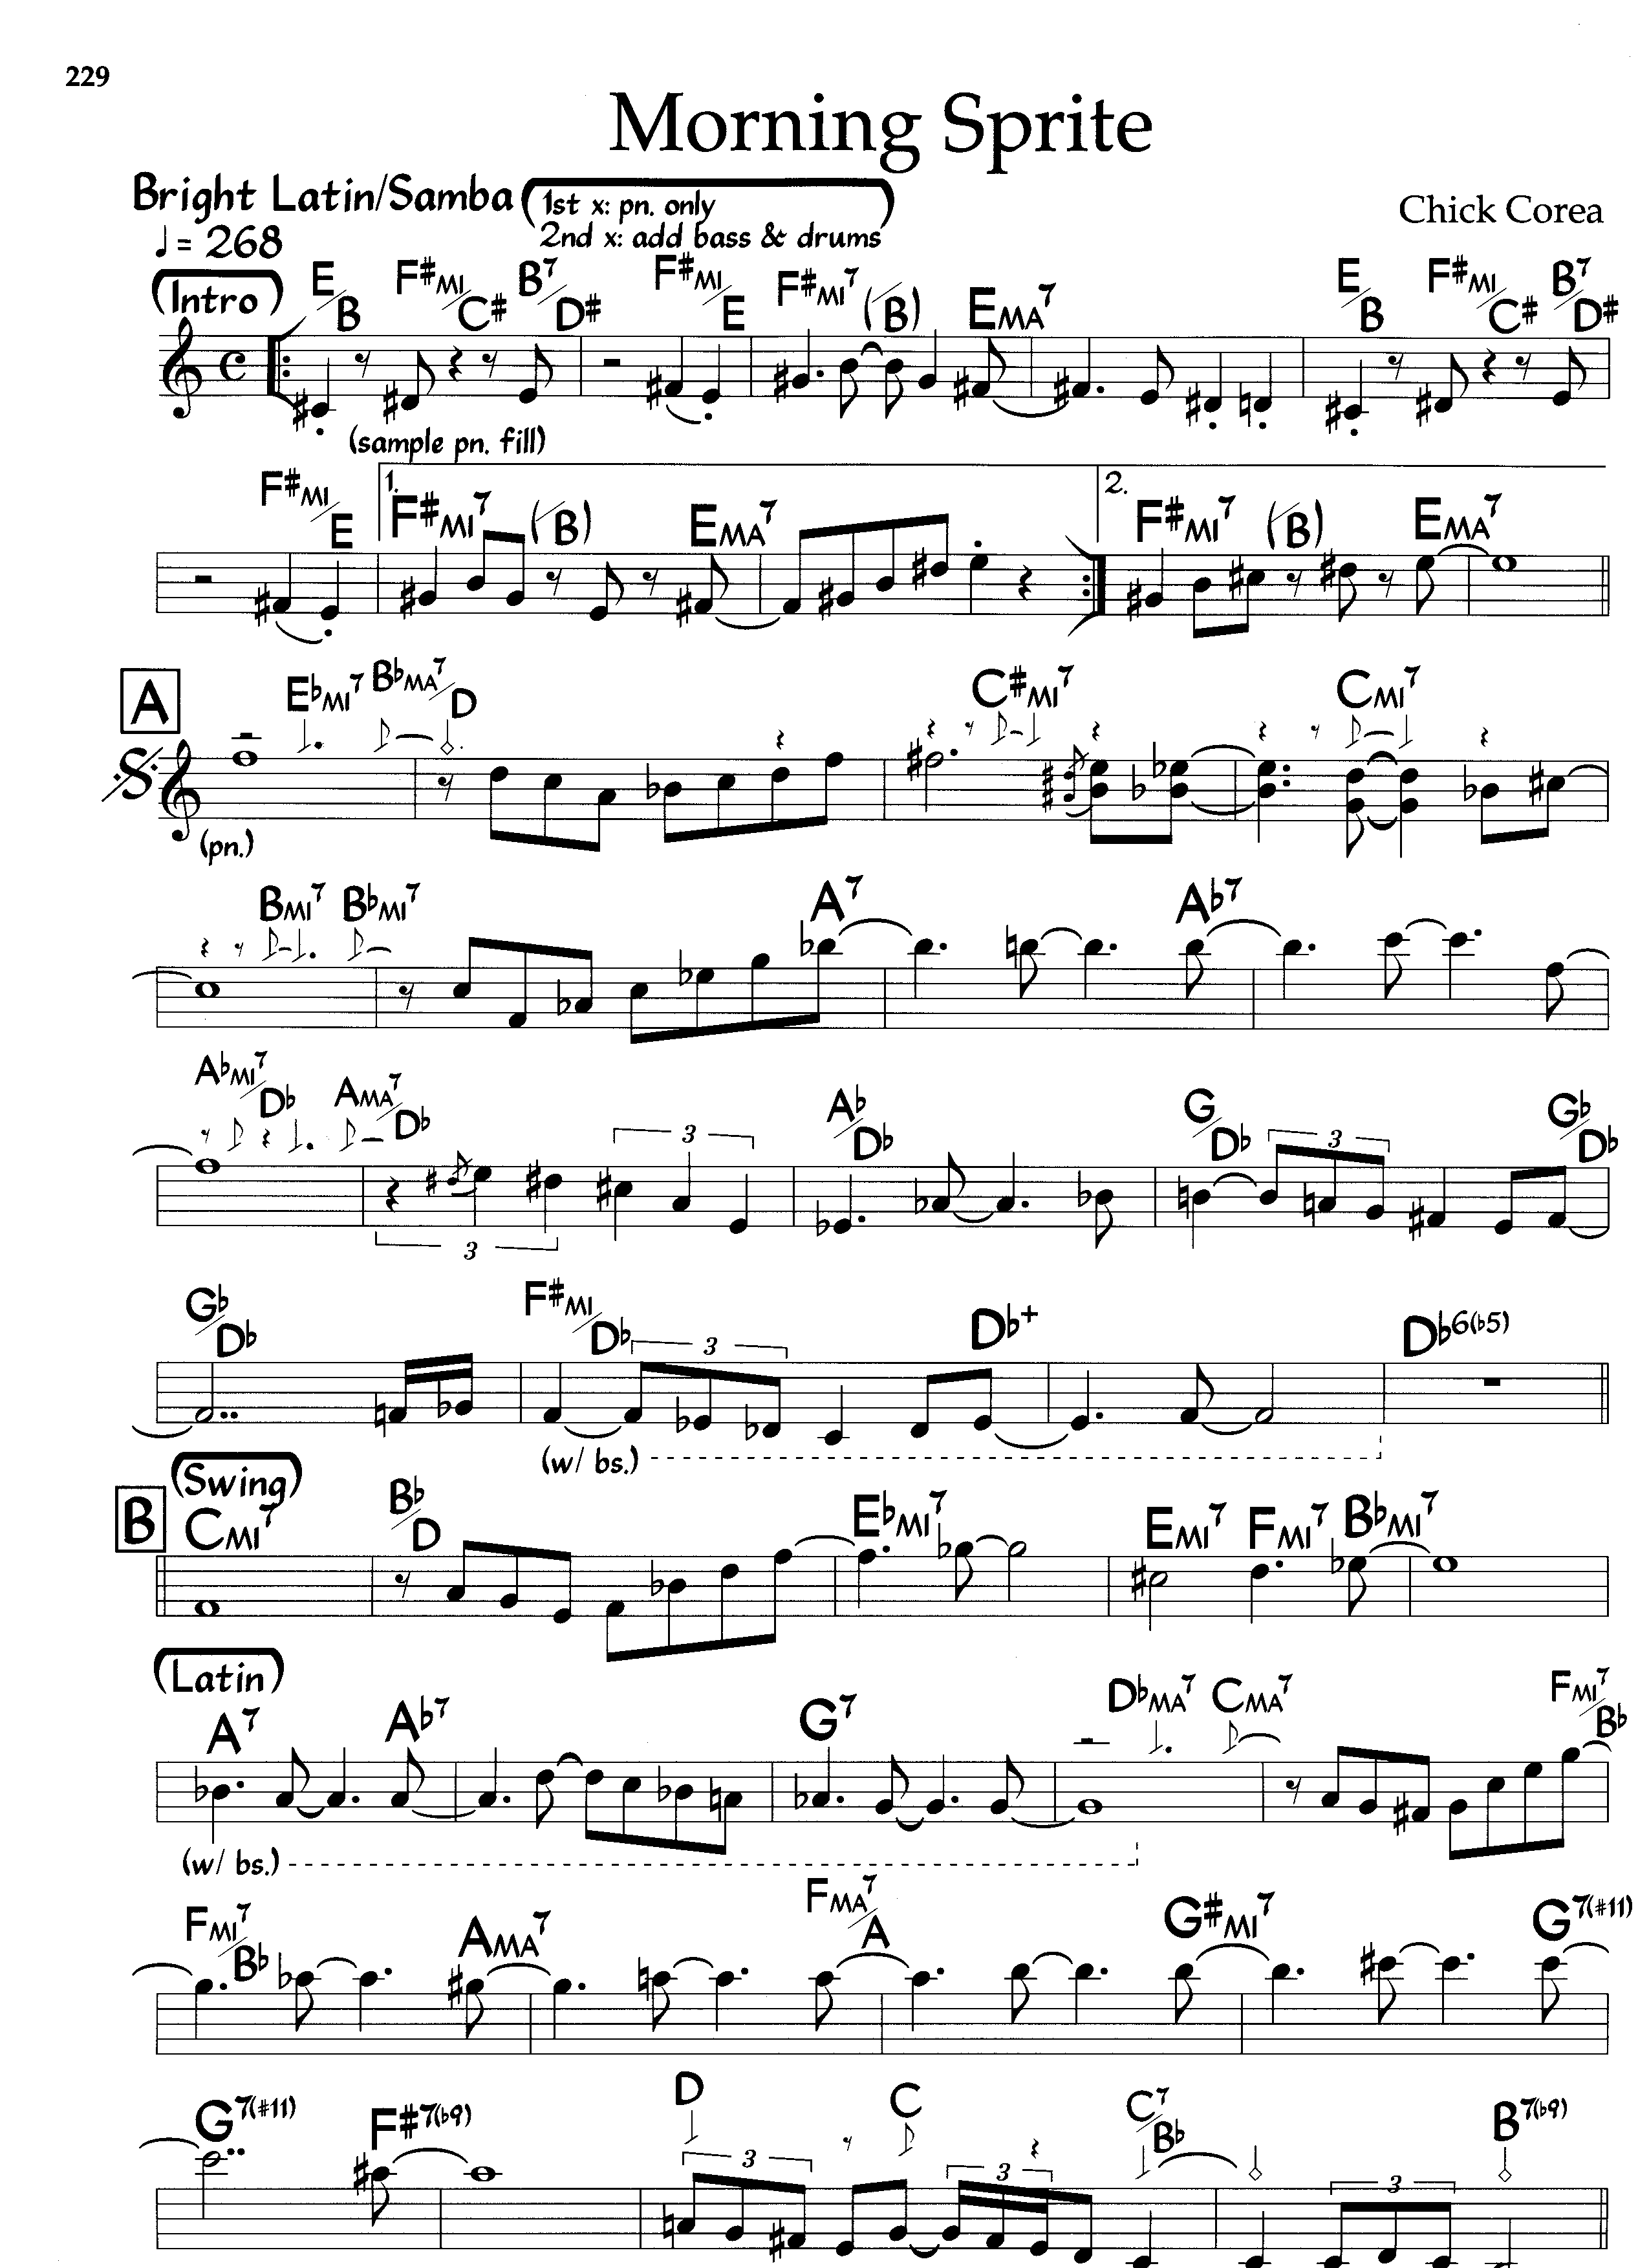 229
Morning Sprite
Bright Latin/Samba (1st x: pn. only
2nd x: add bass & drums)
Chick Corea
♩ = 268
(Intro)
E/B F#MI/C# B7/D# F#MI/E F#MI7 (/B) EMA7 E/B F#MI/C# B7/D#
(sample pn. fill)
F#MI/E 1. F#MI7 (/B) EMA7 2. F#MI7 (/B) EMA7
A EbMI7 BbMA7/D C#MI7 CMI7
(pn.)
BMI7 BbMI7 A7 Ab7
AbMI7/Db AMA7/Db 3 Ab/Db G/Db 3 Gb/Db
3
Gb/Db F#MI/Db 3 Db+ Db6(b5)
(w/ bs.)
(Swing)
B CMI7 Bb/D EbMI7 EMI7 FMI7 BbMI7
(Latin)
A7 Ab7 G7 DbMA7 CMA7 FMI7/Bb
(w/ bs.)
FMI7/Bb AMA7 FMA7/A G#MI7 G7(#11)
G7(#11) F#7(b9) D C C7/Bb B7(b9)
3 3 3